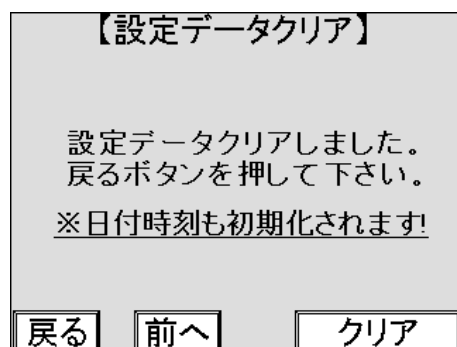 【設定データクリア】
設定データクリアしました。
戻るボタンを押して下さい。
※日付時刻も初期化されます!
戻る 前へ クリア